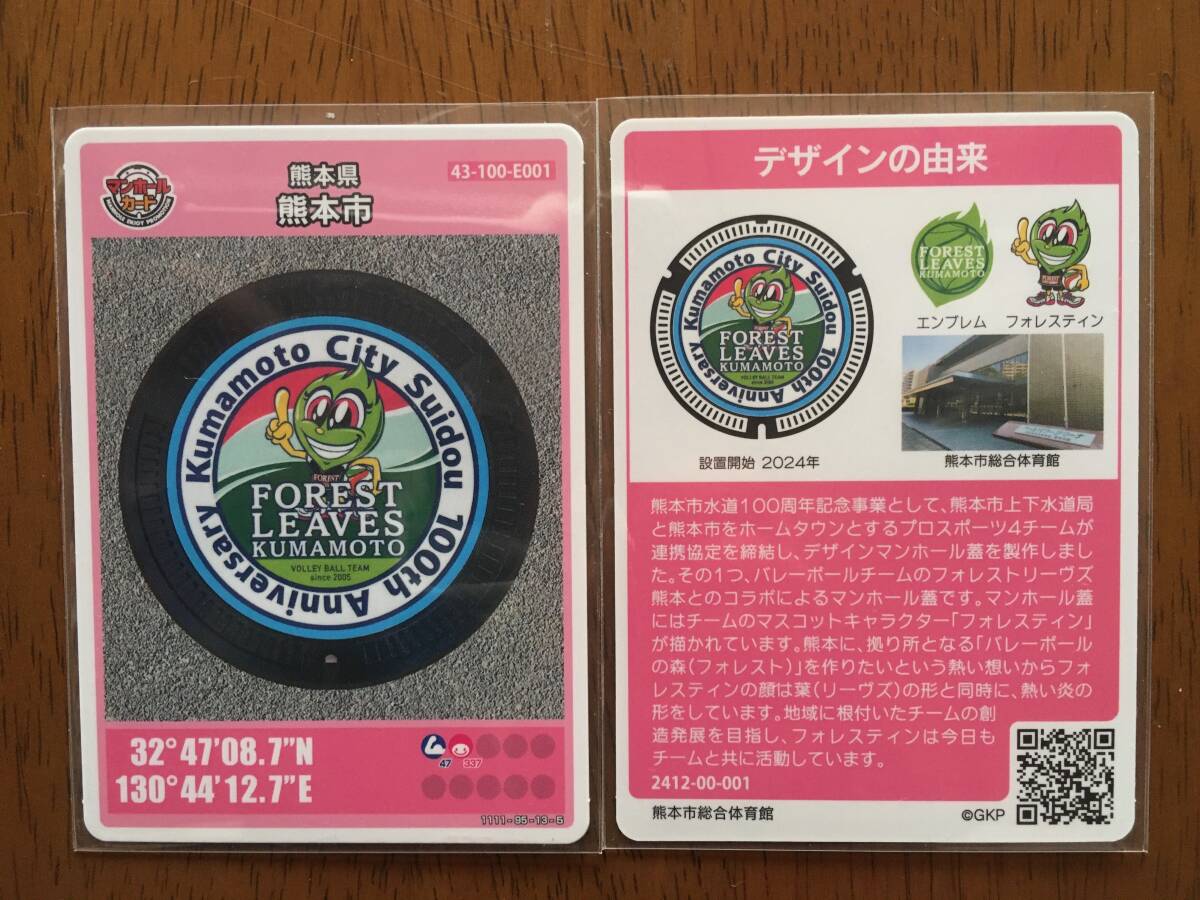 マンホール
カード
MANHOLE ENJOY PROMOTION
熊本県
熊本市
43-100-E001
Kumamoto City Suidou 100th Anniversary
FOREST
FOREST
LEAVES
KUMAMOTO
VOLLEY BALL TEAM
since 2005
32°47'08.7"N
130°44'12.7"E
47
337
1111-95-13-5
デザインの由来
Kumamoto City Suidou 100th Anniversary
FOREST
LEAVES
KUMAMOTO
VOLLEY BALL TEAM
since 2005
設置開始 2024年
FOREST
LEAVES
KUMAMOTO
エンブレム
FOREST
フォレスティン
熊本市総合体育館
熊本市水道100周年記念事業として、熊本市上下水道局
と熊本市をホームタウンとするプロスポーツ4チームが
連携協定を締結し、デザインマンホール蓋を製作しまし
た。その1つ、バレーボールチームのフォレストリーヴズ
熊本とのコラボによるマンホール蓋です。マンホール蓋
にはチームのマスコットキャラクター「フォレスティン」
が描かれています。熊本に、拠り所となる「バレーボール
の森(フォレスト)」を作りたいという熱い想いからフォ
レスティンの顔は葉(リーヴズ)の形と同時に、熱い炎の
形をしています。地域に根付いたチームの創
造発展を目指し、フォレスティンは今日も
チームと共に活動しています。
2412-00-001
熊本市総合体育館
©GKP